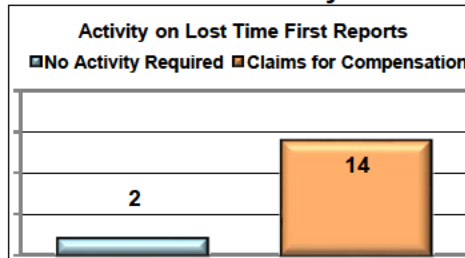 Activity on Lost Time First Reports
No Activity Required Claims for Compensation
14
2